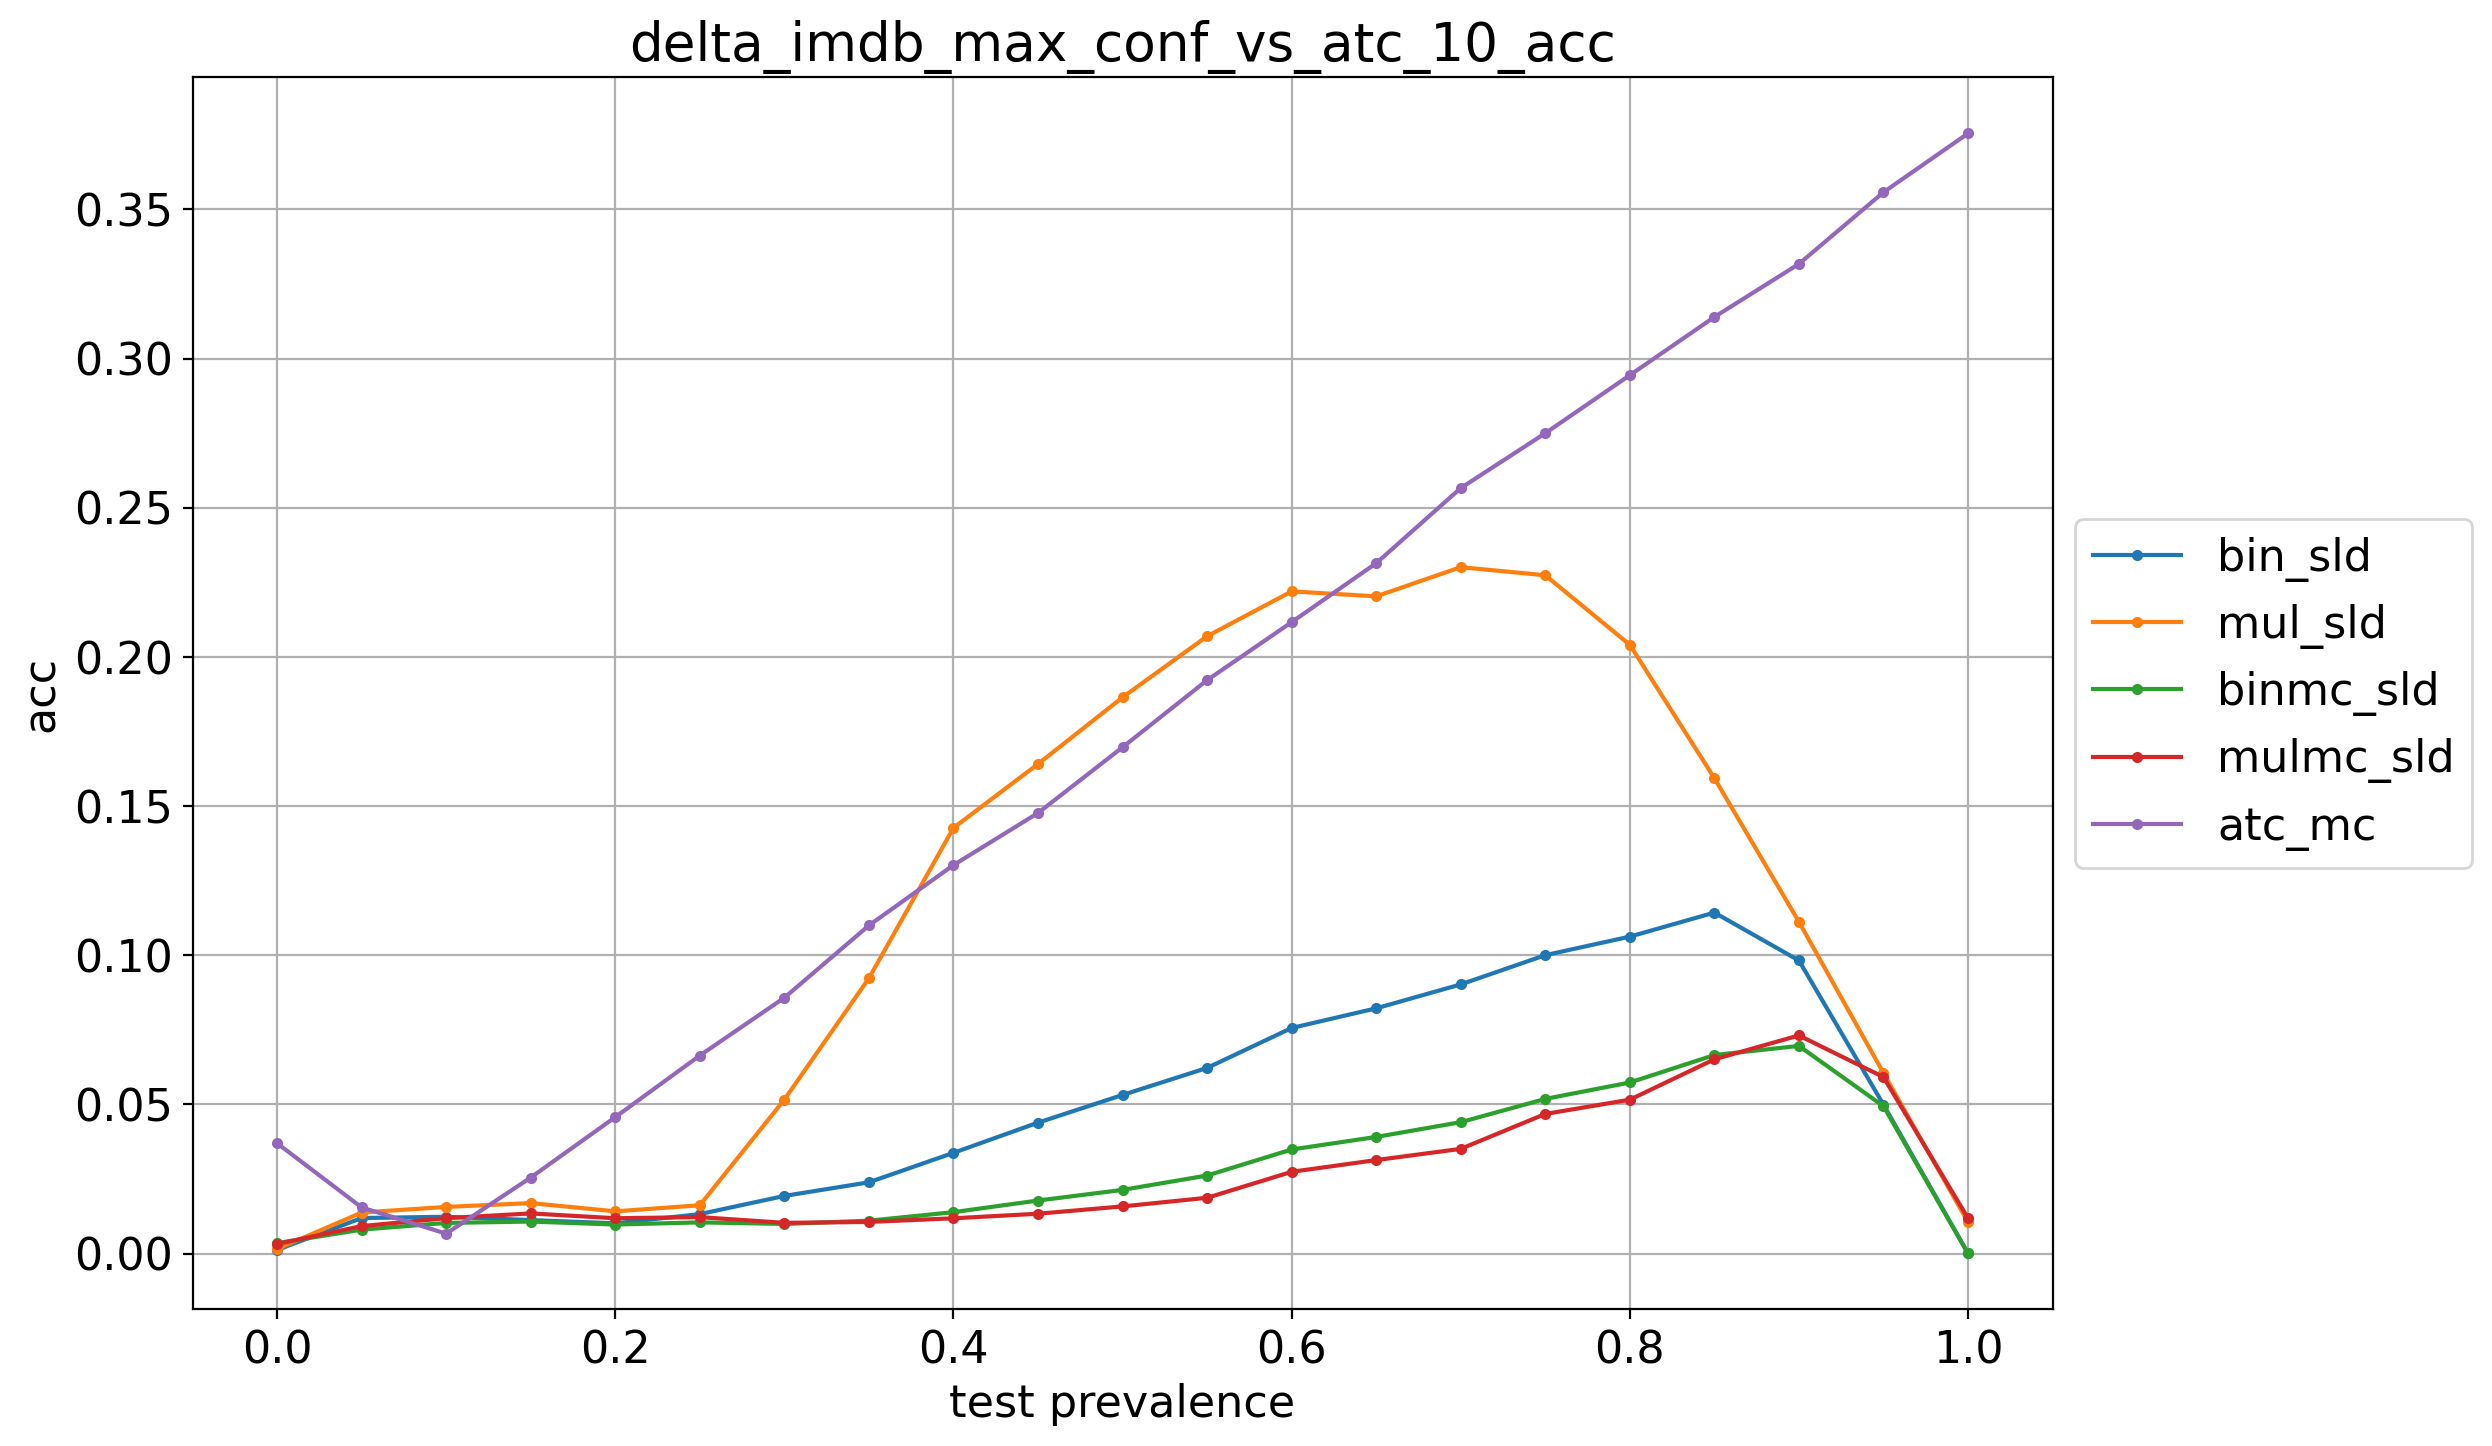 delta_imdb_max_conf_vs_atc_10_acc
acc
0.35
0.30
0.25
0.20
0.15
0.10
0.05
0.00
0.0 0.2 0.4 0.6 0.8 1.0
test prevalence
bin_sld
mul_sld
binmc_sld
mulmc_sld
atc_mc